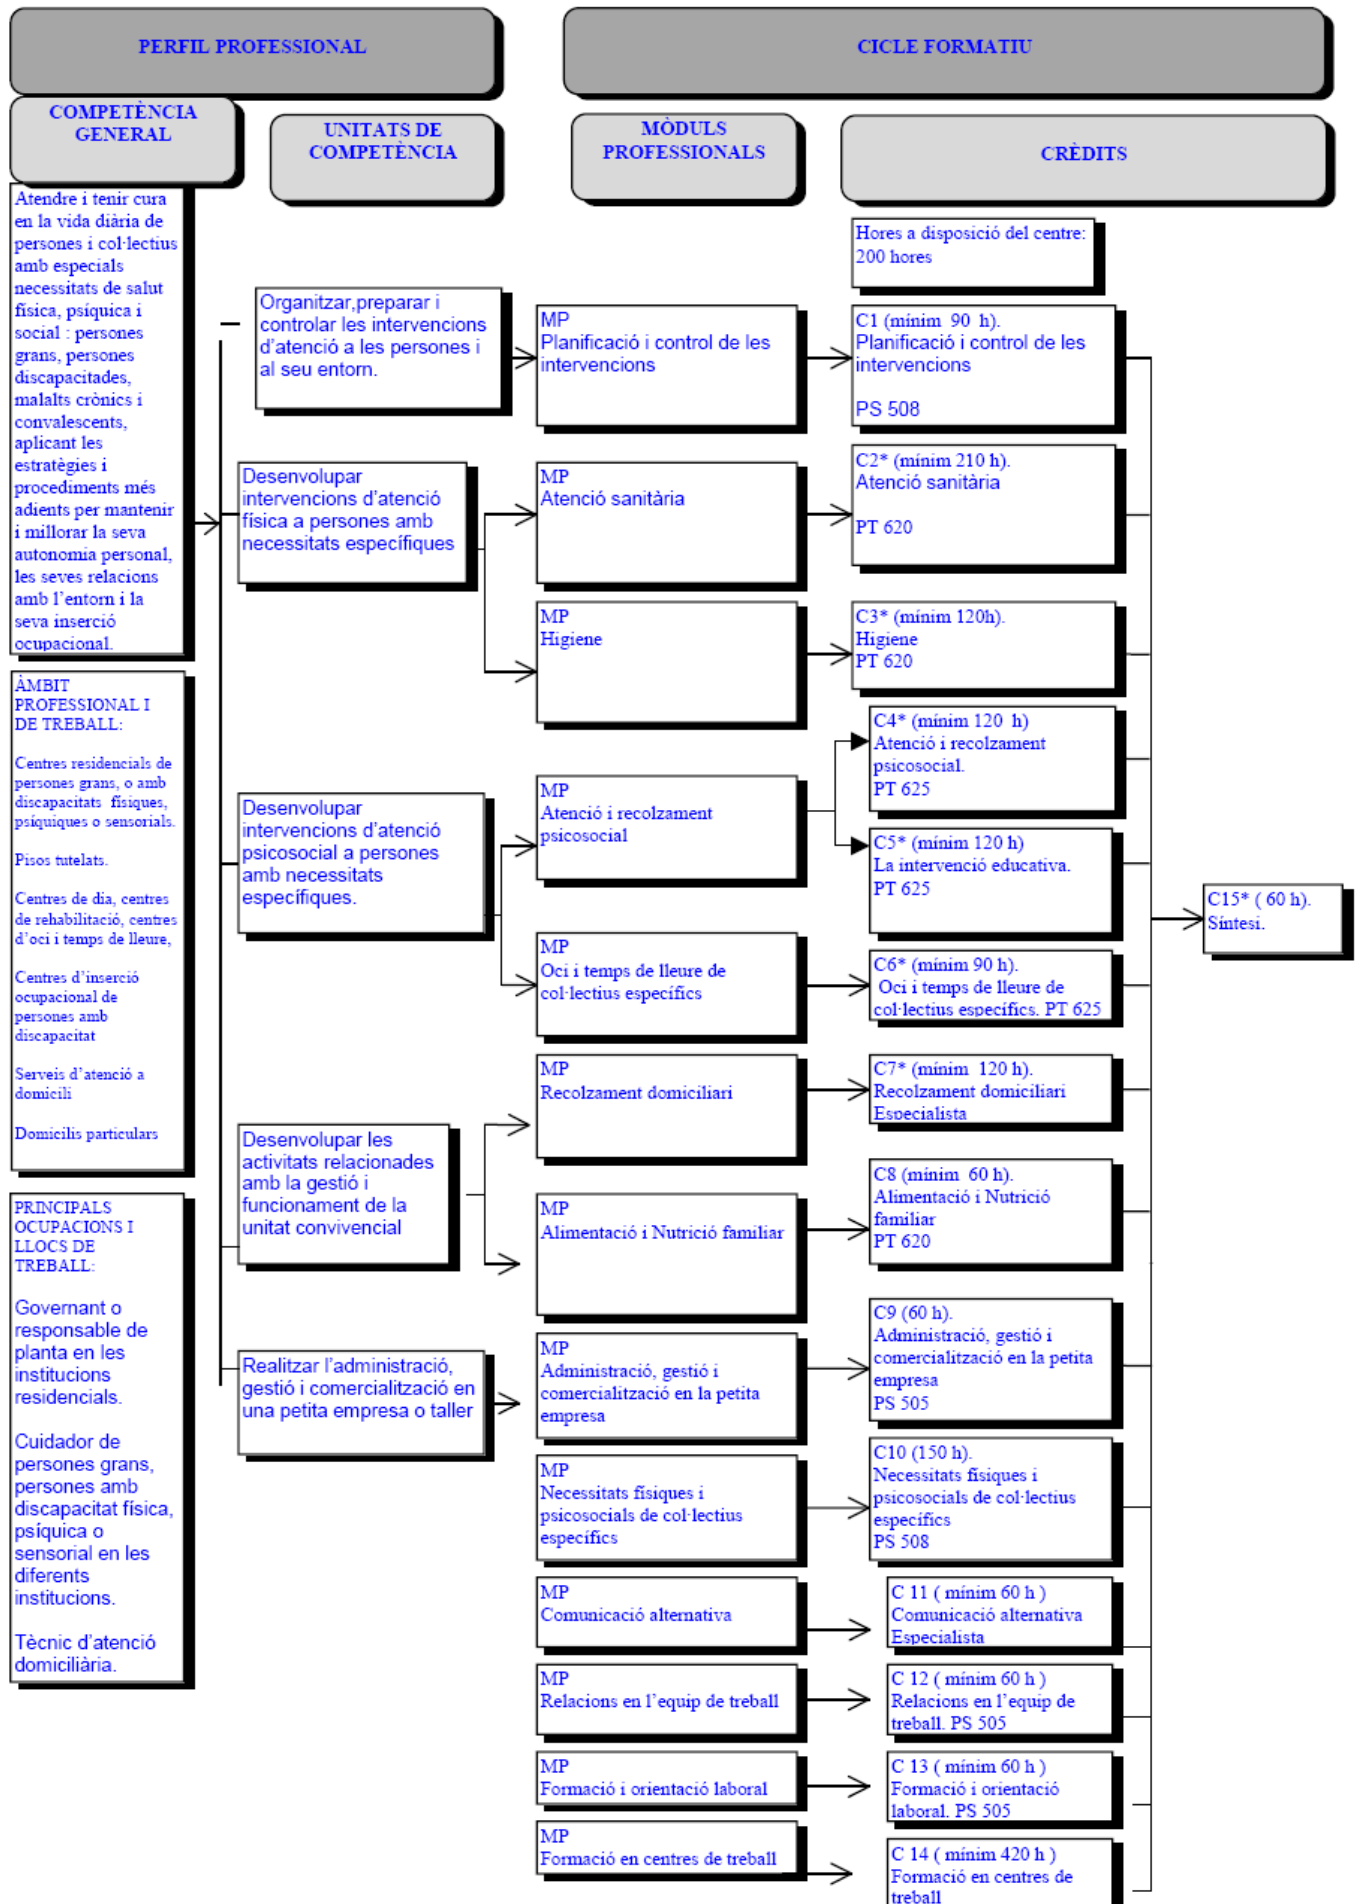 PERFIL PROFESSIONAL
CICLE FORMATIU
COMPETÈNCIA
GENERAL
UNITATS DE
COMPETÈNCIA
MÒDULS
PROFESSIONALS
CRÈDITS
Atendre i tenir cura
en la vida diària de
persones i col·lectius
amb especials
necessitats de salut
física, psíquica i
social : persones
grans, persones
discapacitades,
malalts crònics i
convalescents,
aplicant les
estratègies i
procediments més
adients per mantenir
i millorar la seva
autonomia personal,
les seves relacions
amb l'entorn i la
seva inserció
ocupacional.
ÀMBIT
PROFESSIONAL I
DE TREBALL:
Centres residencials de
persones grans, o amb
discapacitats físiques,
psíquiques o sensorials.
Pisos tutelats.
Centres de dia, centres
de rehabilitació, centres
d'oci i temps de lleure,
Centres d'inserció
ocupacional de
persones amb
discapacitat
Serveis d'atenció a
domicili
Domicilis particulars
PRINCIPALS
OCUPACIONS I
LLOCS DE
TREBALL:
Governant o
responsable de
planta en les
institucions
residencials.
Cuidador de
persones grans,
persones amb
discapacitat física,
psíquica o
sensorial en les
diferents
institucions.
Tècnic d'atenció
domiciliària.
Organitzar,preparar i
controlar les intervencions
d'atenció a les persones i
al seu entorn.
Desenvolupar
intervencions d'atenció
física a persones amb
necessitats específiques
Desenvolupar
intervencions d'atenció
psicosocial a persones
amb necessitats
específiques.
Desenvolupar les
activitats relacionades
amb la gestió i
funcionament de la
unitat convivencial
Realitzar l'administració,
gestió i comercialització en
una petita empresa o taller
MP
Planificació i control de les
intervencions
MP
Atenció sanitària
MP
Higiene
MP
Atenció i recolzament
psicosocial
MP
Oci i temps de lleure de
col·lectius específics
MP
Recolzament domiciliari
MP
Alimentació i Nutrició familiar
MP
Administració, gestió i
comercialització en la petita
empresa
MP
Necessitats físiques i
psicosocials de col·lectius
específics
MP
Comunicació alternativa
MP
Relacions en l'equip de treball
MP
Formació i orientació laboral
MP
Formació en centres de treball
Hores a disposició del centre:
200 hores
C1 (mínim 90 h).
Planificació i control de les
intervencions
PS 508
C2* (mínim 210 h).
Atenció sanitària
PT 620
C3* (mínim 120h).
Higiene
PT 620
C4* (mínim 120 h)
Atenció i recolzament
psicosocial.
PT 625
C5* (mínim 120 h)
La intervenció educativa.
PT 625
C6* (mínim 90 h).
Oci i temps de lleure de
col·lectius específics. PT 625
C7* (mínim 120 h).
Recolzament domiciliari
Especialista
C8 (mínim 60 h).
Alimentació i Nutrició
familiar
PT 620
C9 (60 h).
Administració, gestió i
comercialització en la petita
empresa
PS 505
C10 (150 h).
Necessitats físiques i
psicosocials de col·lectius
específics
PS 508
C 11 ( mínim 60 h )
Comunicació alternativa
Especialista
C 12 ( mínim 60 h )
Relacions en l'equip de
treball. PS 505
C 13 ( mínim 60 h )
Formació i orientació
laboral. PS 505
C 14 ( mínim 420 h )
Formació en centres de
treball
C15* ( 60 h).
Síntesi.